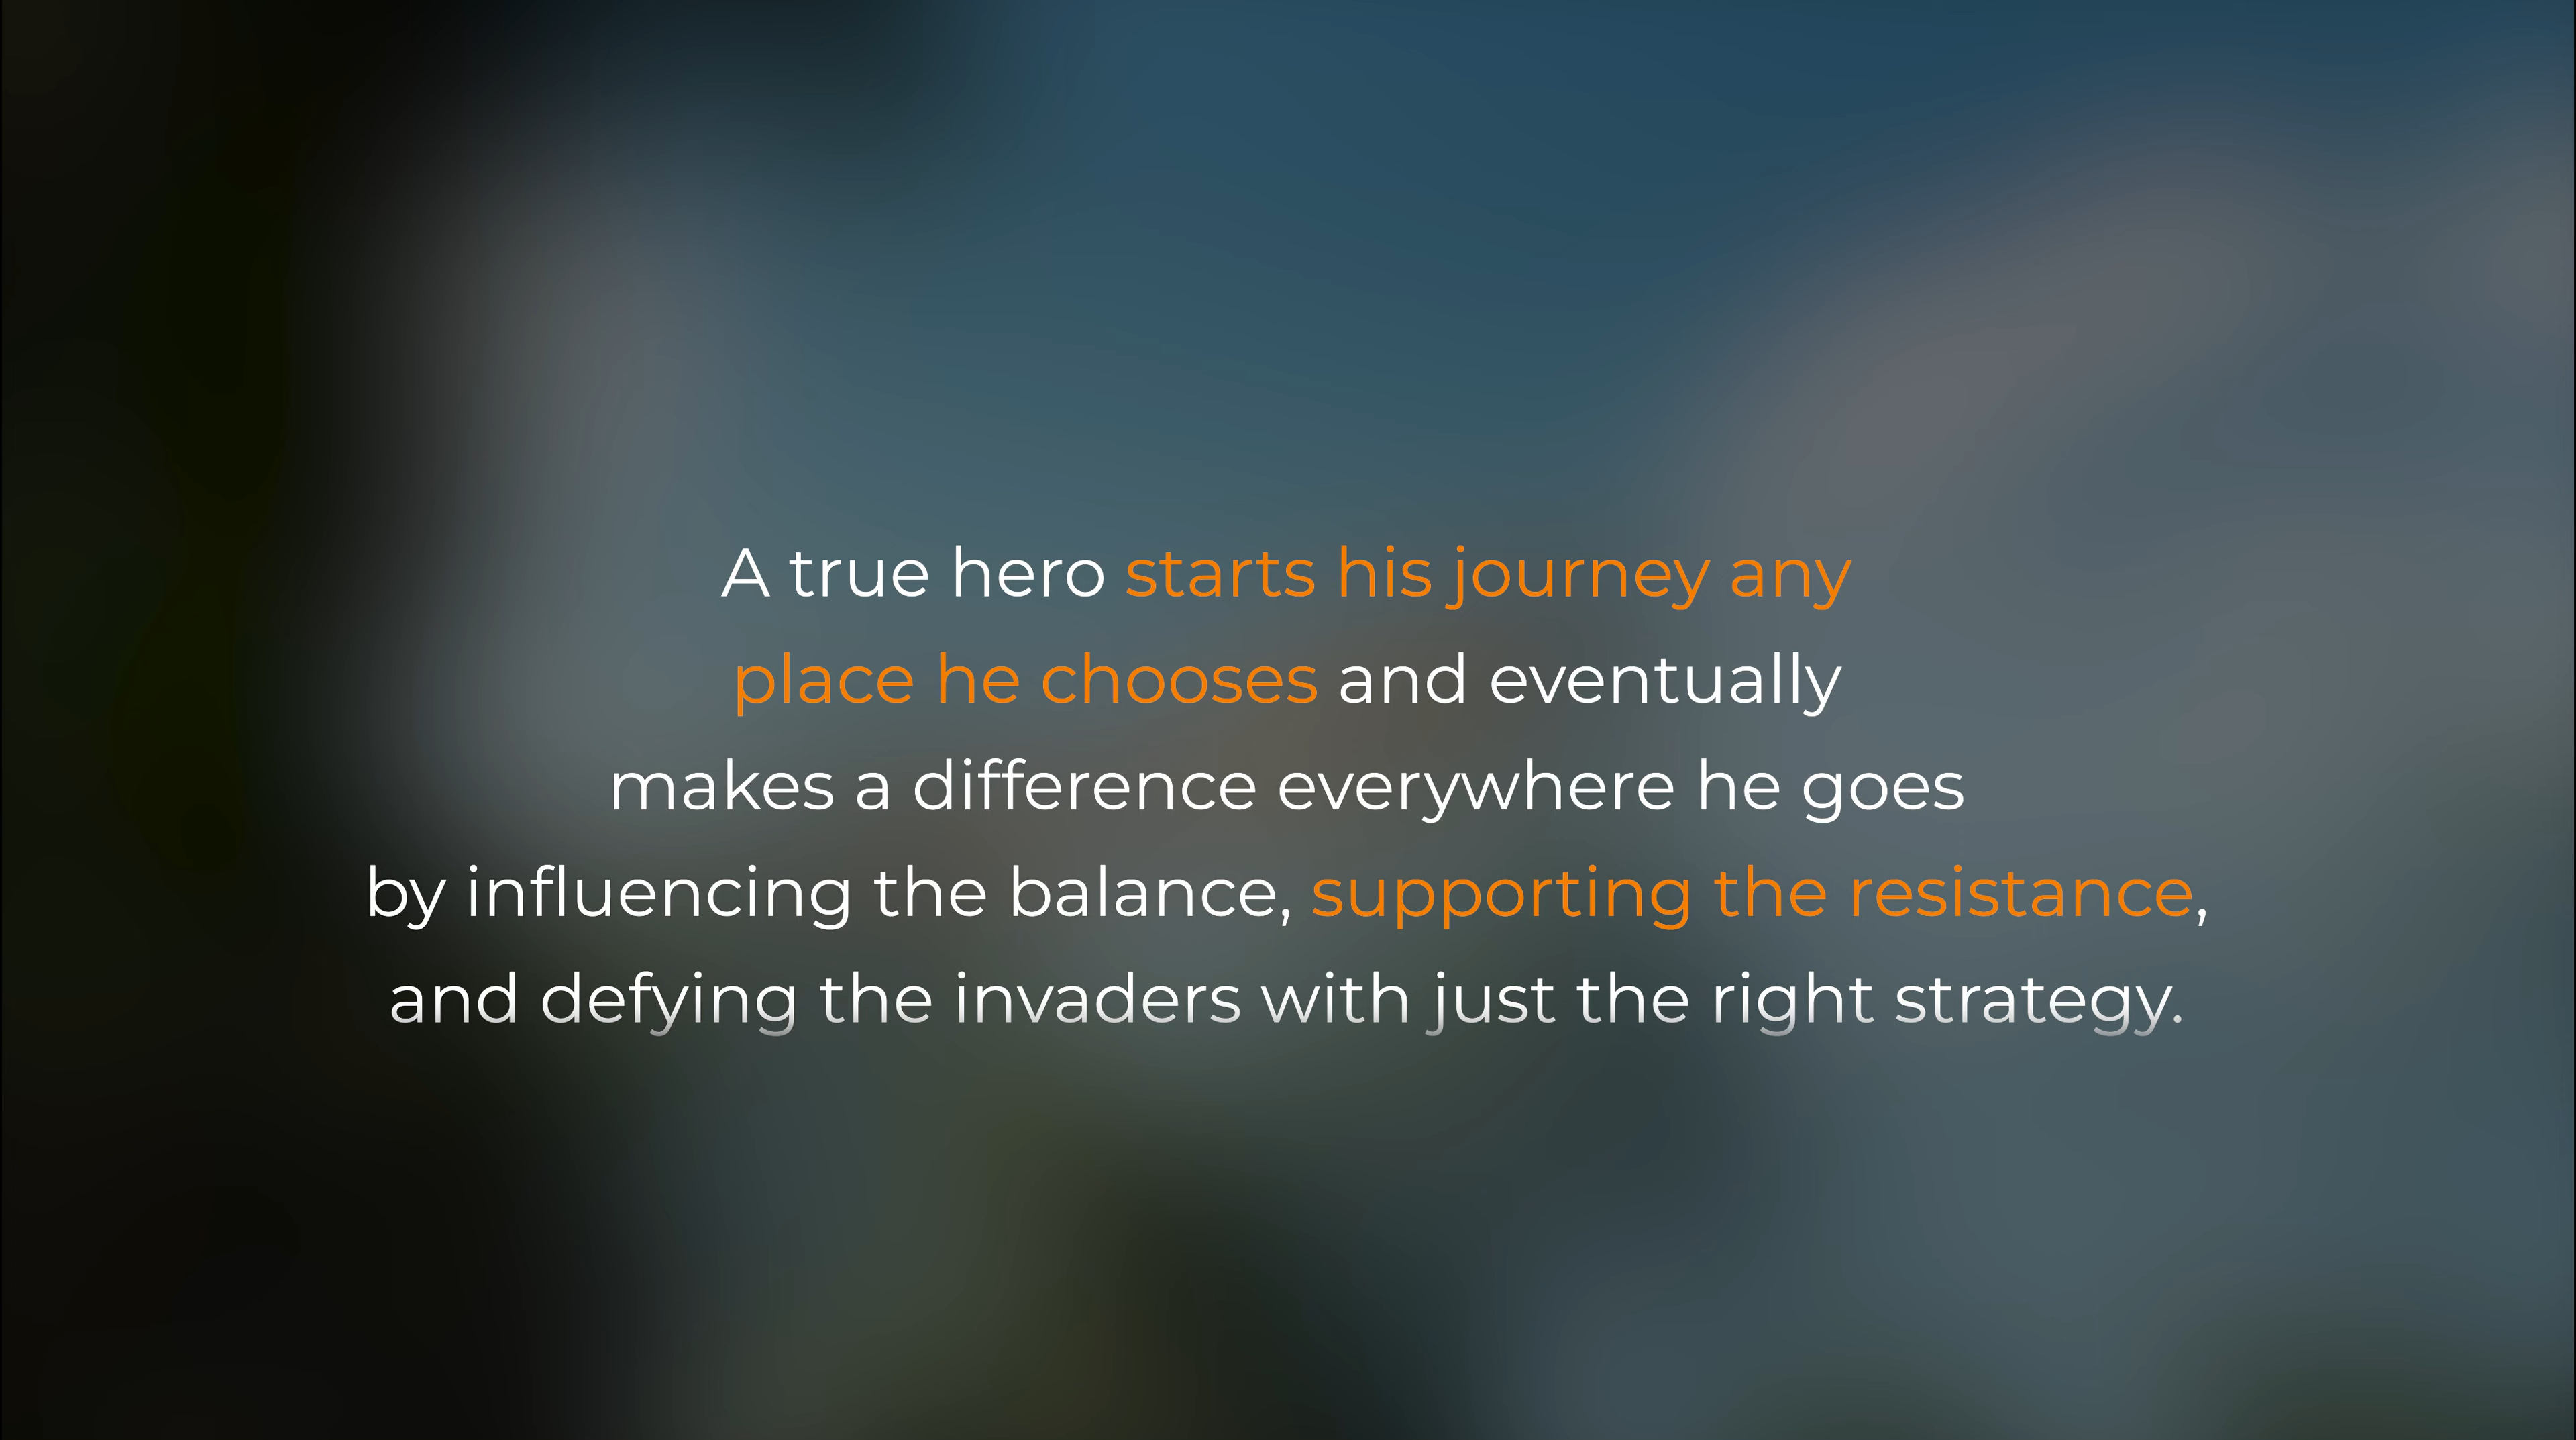 A true hero starts his journey any
place he chooses and eventually
makes a difference everywhere he goes
by influencing the balance, supporting the resistance,
and defying the invaders with just the right strategy.